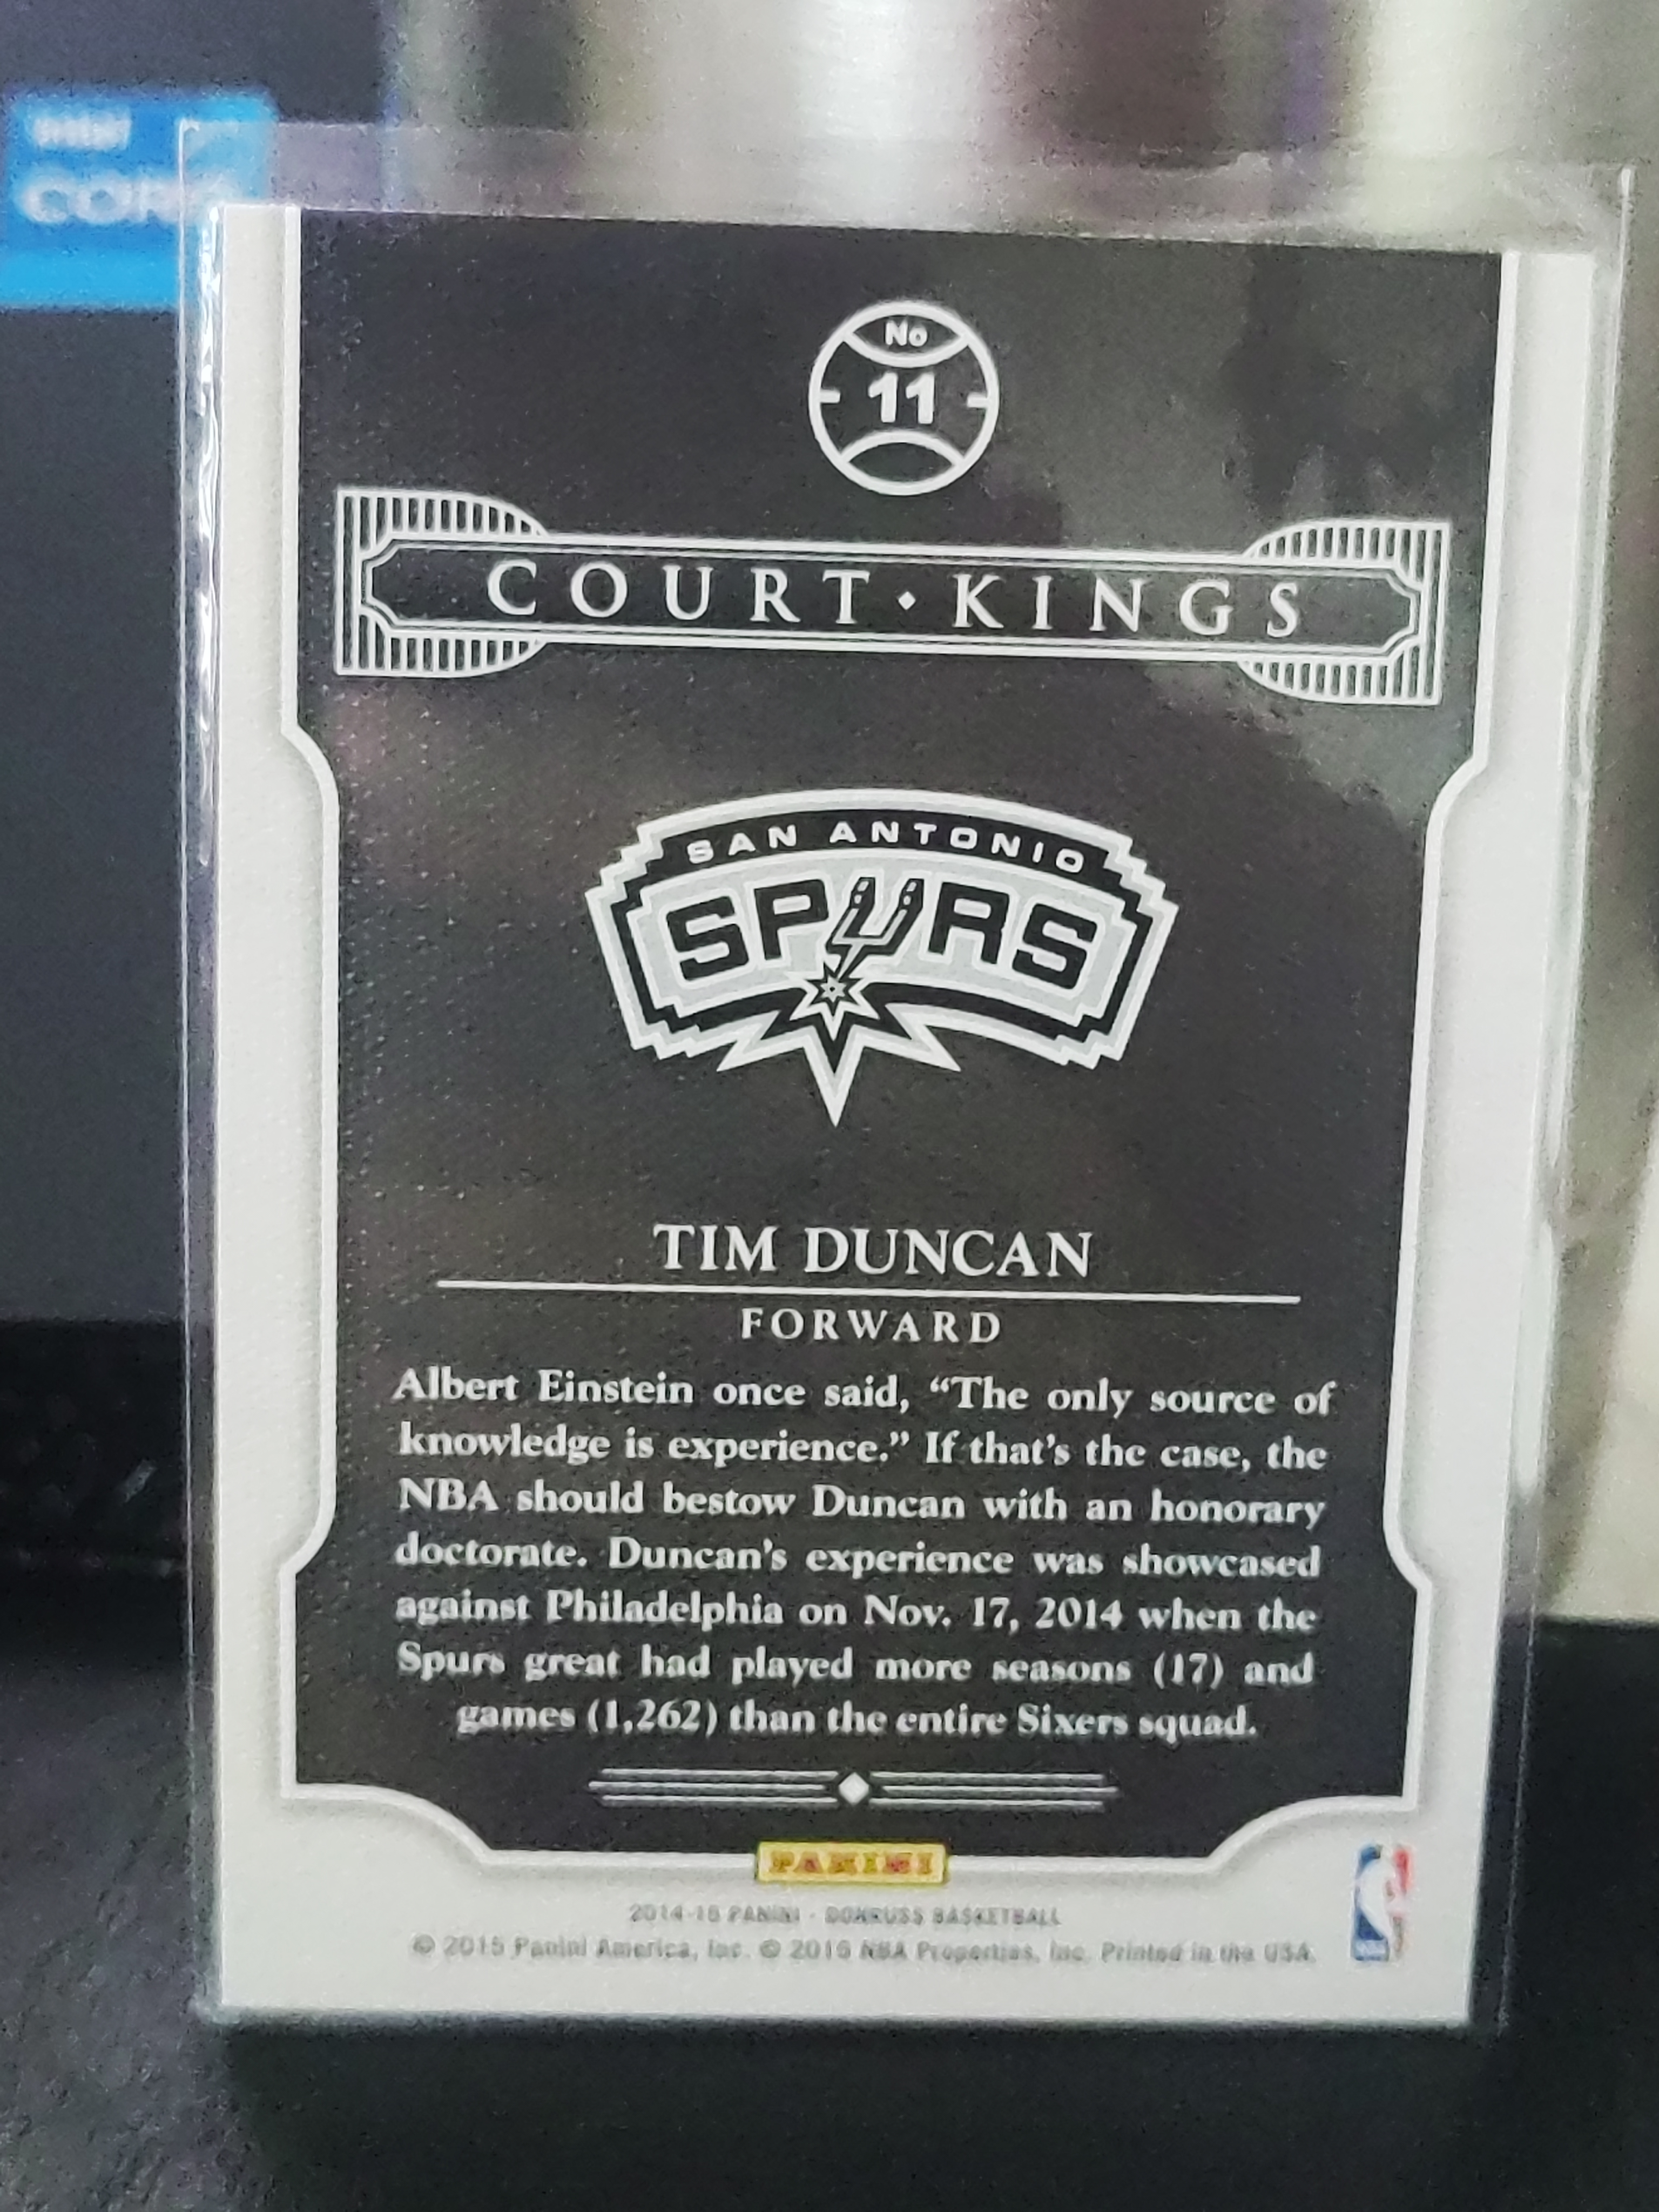 COR
No
11
COURT • KINGS
SAN ANTONIO
SPURS
TIM DUNCAN
FORWARD
Albert Einstein once said, “The only source of
knowledge is experience.” If that’s the case, the
NBA should bestow Duncan with an honorary
doctorate. Duncan’s experience was showcased
against Philadelphia on Nov. 17, 2014 when the
Spurs great had played more seasons (17) and
games (1,262) than the entire Sixers squad.
PANINI
2014-15 PANINI - DONRUSS BASKETBALL
© 2015 Panini America, Inc. © 2015 NBA Properties, Inc. Printed in the USA.